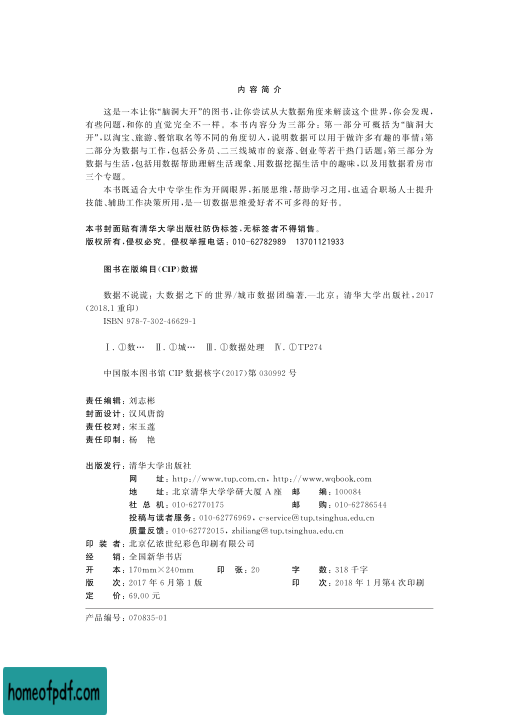 内 容 简 介
这是一本让你“脑洞大开”的图书,让你尝试从大数据角度来解读这个世界,你会发现,
有些问题,和你的直觉完全不一样。本书内容分为三部分:第一部分可概括为“脑洞大
开”,以淘宝、旅游、餐馆取名等不同的角度切入,说明数据可以用于做许多有趣的事情;第
二部分为数据与工作,包括公务员、二三线城市的衰落、创业等若干热门话题;第三部分为
数据与生活,包括用数据帮助理解生活现象、用数据挖掘生活中的趣味,以及用数据看房市
三个专题。
本书既适合大中专学生作为开阔眼界,拓展思维,帮助学习之用,也适合职场人士提升
技能、辅助工作决策所用,是一切数据思维爱好者不可多得的好书。
本书封面贴有清华大学出版社防伪标签,无标签者不得销售。
版权所有,侵权必究。侵权举报电话:010-62782989 13701121933
图书在版编目(CIP)数据
数据不说谎:大数据之下的世界/城市数据团编著.—北京:清华大学出版社,2017
(2018.1重印)
ISBN 978-7-302-46629-1
Ⅰ.①数… Ⅱ.①城… Ⅲ.①数据处理 Ⅳ.①TP274
中国版本图书馆CIP数据核字(2017)第030992号
责任编辑:刘志彬
封面设计:汉风唐韵
责任校对:宋玉莲
责任印制:杨 艳
出版发行:清华大学出版社
网 址:http://www.tup.com.cn,http://www.wqbook.com
地 址:北京清华大学学研大厦A座 邮 编:100084
社 总 机:010-62770175 邮 购:010-62786544
投稿与读者服务:010-62776969,c-service@tup.tsinghua.edu.cn
质量反馈:010-62772015,zhiliang@tup.tsinghua.edu.cn
印 装 者:北京亿浓世纪彩色印刷有限公司
经 销:全国新华书店
开 本:170mm×240mm 印 张:20 字 数:318千字
版 次:2017年6月第1版 印 次:2018年1月第4次印刷
定 价:69.00元
产品编号:070835-01
homeofpdf.com